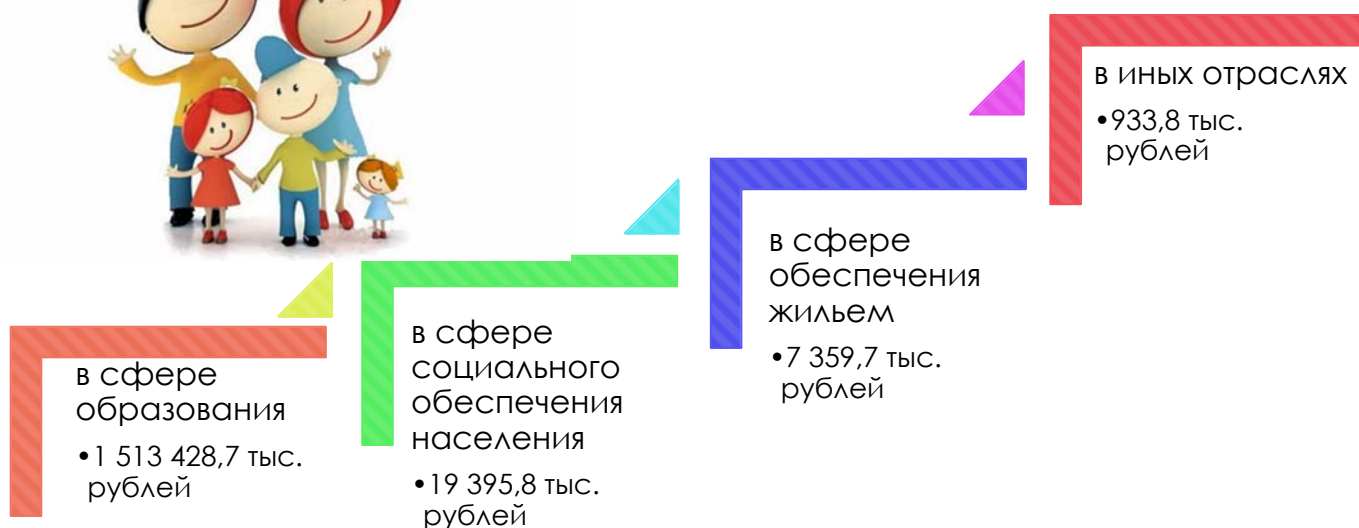 в сфере
образования
•1 513 428,7 тыс.
рублей
в сфере
социального
обеспечения
населения
•19 395,8 тыс.
рублей
в сфере
обеспечения
жильем
•7 359,7 тыс.
рублей
в иных отраслях
•933,8 тыс.
рублей